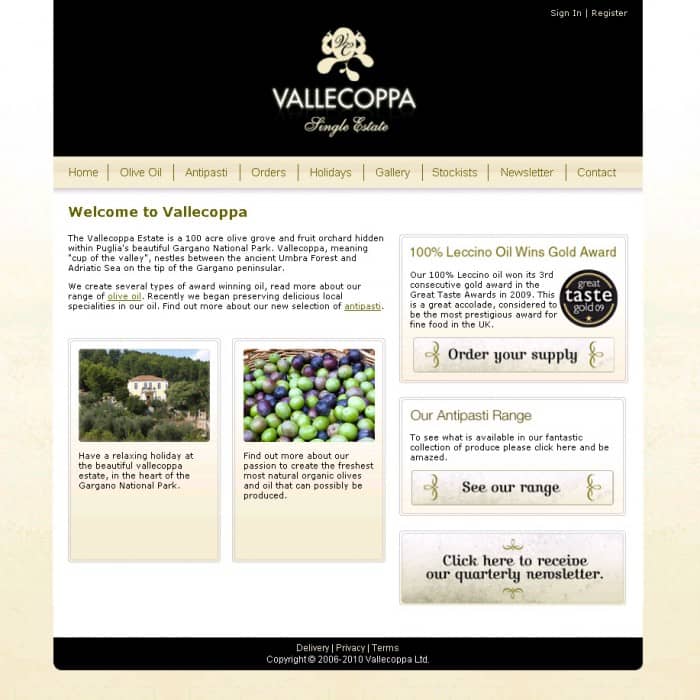 Sign In | Register
VC
VALLECOPPA
Single Estate
Home | Olive Oil | Antipasti | Orders | Holidays | Gallery | Stockists | Newsletter | Contact
Welcome to Vallecoppa
The Vallecoppa Estate is a 100 acre olive grove and fruit orchard hidden
within Puglia's beautiful Gargano National Park. Vallecoppa, meaning
"cup of the valley", nestles between the ancient Umbra Forest and
Adriatic Sea on the tip of the Gargano peninsular.
We create several types of award winning oil, read more about our
range of olive oil. Recently we began preserving delicious local
specialities in our oil. Find out more about our new selection of antipasti.
Have a relaxing holiday at
the beautiful vallecoppa
estate, in the heart of the
Gargano National Park.
Find out more about our
passion to create the freshest
most natural organic olives
and oil that can possibly be
produced.
100% Leccino Oil Wins Gold Award
Our 100% Leccino oil won its 3rd
consecutive gold award in the
Great Taste Awards in 2009. This
is a great accolade, considered to
be the most prestigious award for
fine food in the UK.
great
taste
gold 09
Order your supply
Our Antipasti Range
To see what is available in our fantastic
collection of produce please click here and be
amazed.
See our range
Click here to receive
our quarterly newsletter.
Delivery | Privacy | Terms
Copyright © 2006-2010 Vallecoppa Ltd.